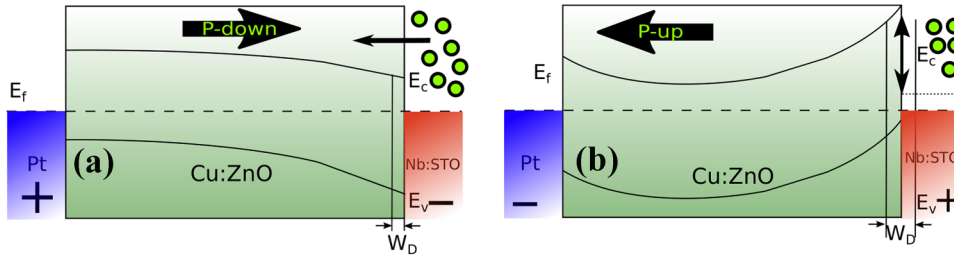 P-down
E_c
E_f
(a)
Pt
Cu:ZnO
Nb:STO
+
E_v
−
W_D
P-up
E_c
E_f
(b)
Pt
Cu:ZnO
Nb:STO
−
E_v
+
W_D